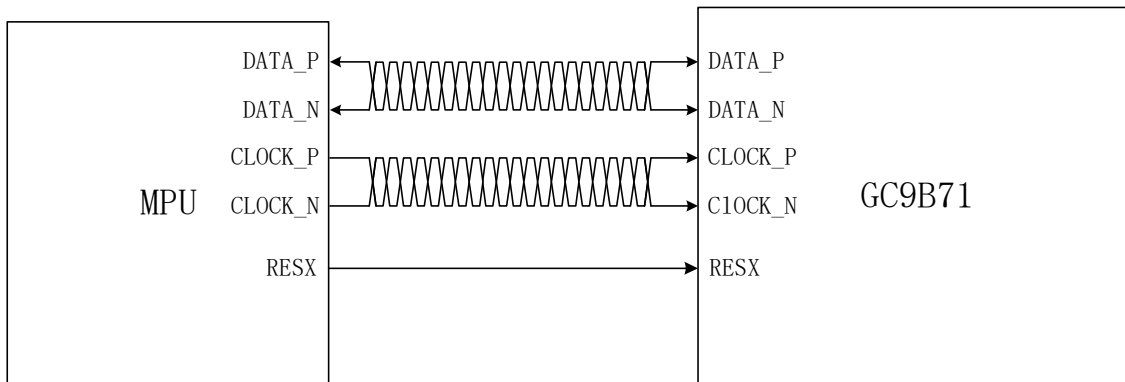 DATA_P
DATA_P
DATA_N
DATA_N
CLOCK_P
CLOCK_P
MPU
CLOCK_N
C1OCK_N
GC9B71
RESX
RESX